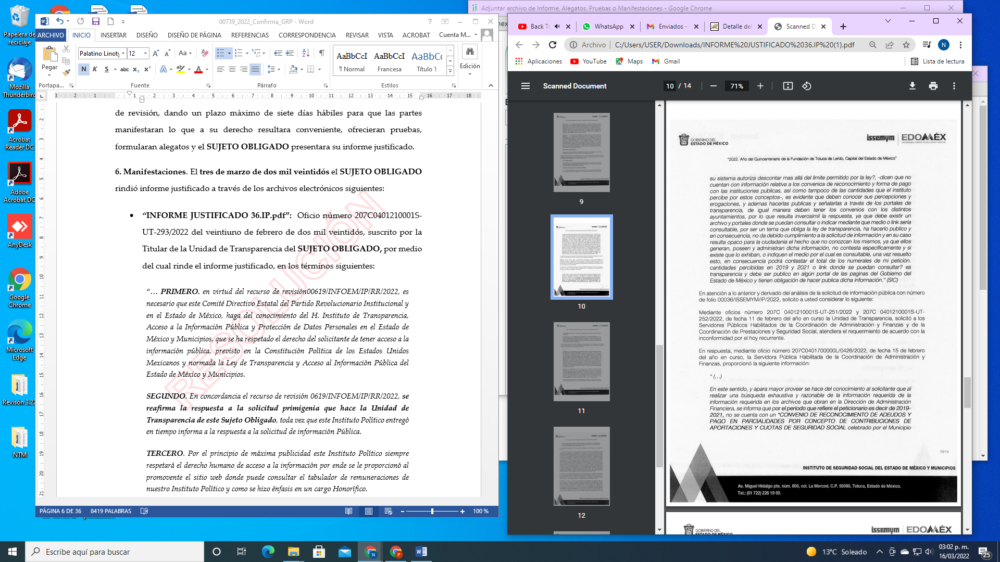 Papelera de
reciclaje
Mozilla
Thunderbird
Acrobat
Reader DC
Adobe
Acrobat DC
AnyDesk
Google
Chrome
Microsoft
Edge
Revisón 3.22
NTM
00739_2022_Confirma_GRP - Word
ARCHIVO INICIO INSERTAR DISEÑO DISEÑO DE PÁGINA REFERENCIAS CORRESPONDENCIA REVISAR VISTA ACROBAT Cuenta M...
Pegar
Palatino Linoty 12
N K S abc x₂ x²
AaBbCcI AaBbCcI AaBbCc
¶ Normal Francesa Título 1
Edición
Portapa... Fuente Párrafo Estilos
3 2 1 1 2 3 4 5 6 7 8 9 10 11 12 13 14 15 16 17 18
de revisión, dando un plazo máximo de siete días hábiles para que las partes
manifestaran lo que a su derecho resultara conveniente, ofrecieran pruebas,
formularan alegatos y el SUJETO OBLIGADO presentara su informe justificado.
6. Manifestaciones. El tres de marzo de dos mil veintidós el SUJETO OBLIGADO
rindió informe justificado a través de los archivos electrónicos siguientes:
• “INFORME JUSTIFICADO 36.IP.pdf”: Oficio número 207C0401210001S-
UT-293/2022 del veintiuno de febrero de dos mil veintidós, suscrito por la
Titular de la Unidad de Transparencia del SUJETO OBLIGADO, por medio
del cual rinde el informe justificado, en los términos siguientes:
“… PRIMERO. en virtud del recurso de revisión00619/INFOEM/IP/RR/2022, es
necesario que este Comité Directivo Estatal del Partido Revolucionario Institucional y
en el Estado de México, haga del conocimiento del H. Instituto de Transparencia,
Acceso a la Información Pública y Protección de Datos Personales en el Estado de
México y Municipios, que se ha respetado el derecho del solicitante de tener acceso a la
información pública, previsto en la Constitución Política de los Estados Unidos
Mexicanos y normada la Ley de Transparencia y Acceso al Información Pública del
Estado de México y Municipios.
SEGUNDO. En concordancia el recurso de revisión 0619/INFOEM/IP/RR/2022, se
reafirma la respuesta a la solicitud primigenia que hace la Unidad de
Transparencia de este Sujeto Obligado, toda vez que este Instituto Político entregó
en tiempo informa a la respuesta a la solicitud de información Pública.
TERCERO. Por el principio de máxima publicidad este Instituto Político siempre
respetará el derecho humano de acceso a la información por ende se le proporcionó al
promovente el sitio web donde puede consultar el tabulador de remuneraciones de
nuestro Instituto Político y como se hizo énfasis en un cargo Honorífico.
RESOLUCIÓN
PÁGINA 6 DE 36 8419 PALABRAS 100 %
Adjuntar archivo de Informe, Alegatos, Pruebas o Manifestaciones - Google Chrome
Back To WhatsApp Enviados - Detalle del Scanned D
Archivo C:/Users/USER/Downloads/INFORME%20JUSTIFICADO%2036.IP%20(1).pdf N
Aplicaciones YouTube Maps Gmail Lista de lectura
Scanned Document 10 / 14 71%
9
10
11
12
GOBIERNO DEL
ESTADO DE MÉXICO
issemym EDOMÉX
"2022. Año del Quincentenario de la Fundación de Toluca de Lerdo, Capital del Estado de México"
su sistema autoriza descontar mas allá del limite permitido por la ley?, -dicen que no
cuentan con información relativa a los convenios de reconocimiento y forma de pago
con las instituciones publicas, así como tampoco de las cantidades que el instituto
percibe por estos conceptos-, es evidente que deben conocer sus percepciones y
erogaciones, y ademas hacerlas publicas y señalarlas a través de los portales de
transparencia, de igual manera deben tener los convenios con los distintos
ayuntamientos, por lo que resulta inverosímil la respuesta, ya que debe existir un
archivo y portales donde se puedan consultar o indicar mediante que medio o link sería
consultable, por ser un tema que obliga la ley de transparencia, ha hacerlo publico y
en consecuencia, no da debido cumplimiento a la solicitud de información y en su caso
resulta opaco para la ciudadanía el hecho que no conozcan los mismos, ya que ellos
generan, poseen y administran dicha información, no contesta específicamente y si
existe que lo exhiban, o indiquen el medio por el cual es consultable, una vez resuelto
esto, en consecuencia podrá contestar el total de los numerales de mi petición.
cantidades percibidas en 2019 y 2021 o link donde se puedan consultar? es
transparencia y debe ser publico en algún portal de las paginas del Gobierno del
Estado de México y tienen obligación de hacer publica dicha información." (SIC)
En atención a lo anterior y derivado del análisis de la solicitud de información pública con número
de folio 00036/ISSEMYM/IP/2022, solicito a usted considerar lo siguiente:
Mediante oficios número 207C 0401210001S-UT-251/2022 y 207C 0401210001S-UT-
252/2022, de fecha 11 de febrero del año en curso la Unidad de Transparencia, solicitó a los
Servidores Públicos Habilitados de la Coordinación de Administración y Finanzas y de la
Coordinación de Prestaciones y Seguridad Social, atendiera el requerimiento de acuerdo con la
inconformidad por el hoy recurrente.
En respuesta, mediante oficio número 207C0401700000L/0426/2022, de fecha 15 de febrero
del año en curso, la Servidora Pública Habilitada de la Coordinación de Administración y
Finanzas, proporcionó la siguiente información:
" (...)
En este sentido, y apara mayor proveer se hace del conocimiento al solicitante que al
realizar una búsqueda exhaustiva y razonable de la información requerida de la
información requerida en los archivos que obran en la Dirección de Administración
Financiera, se informa que por el periodo que refiere el peticionario es decir de 2019-
2021, no se cuenta con un "CONVENIO DE RECONOCIMIENTO DE ADEUDOS Y
PAGO EN PARCIALIDADES POR CONCEPTO DE CONTRIBUCIONES DE
APORTACIONES Y CUOTAS DE SEGURIDAD SOCIAL celebrado por el Municipio
10/14
INSTITUTO DE SEGURIDAD SOCIAL DEL ESTADO DE MÉXICO Y MUNICIPIOS
Av. Miguel Hidalgo pte. núm. 600, col. La Merced, C.P. 50080, Toluca, Estado de México.
Tel.: (01 722) 226 19 00.
GOBIERNO DEL
issemym EDOMÉX
Escribe aquí para buscar
13°C Soleado
03:02 p. m.
16/03/2022
25